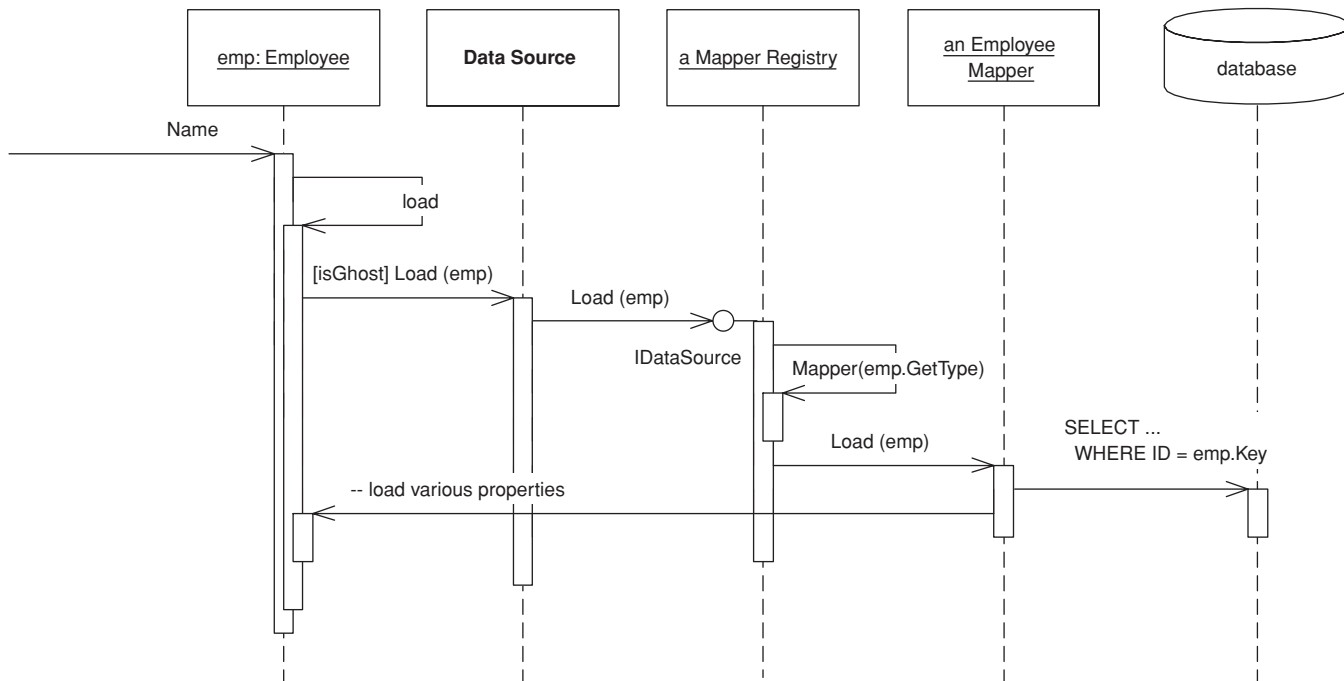 emp: Employee
Data Source
a Mapper Registry
an Employee
Mapper
database
Name
load
[isGhost] Load (emp)
Load (emp)
IDataSource
Mapper(emp.GetType)
Load (emp)
SELECT ...
WHERE ID = emp.Key
-- load various properties